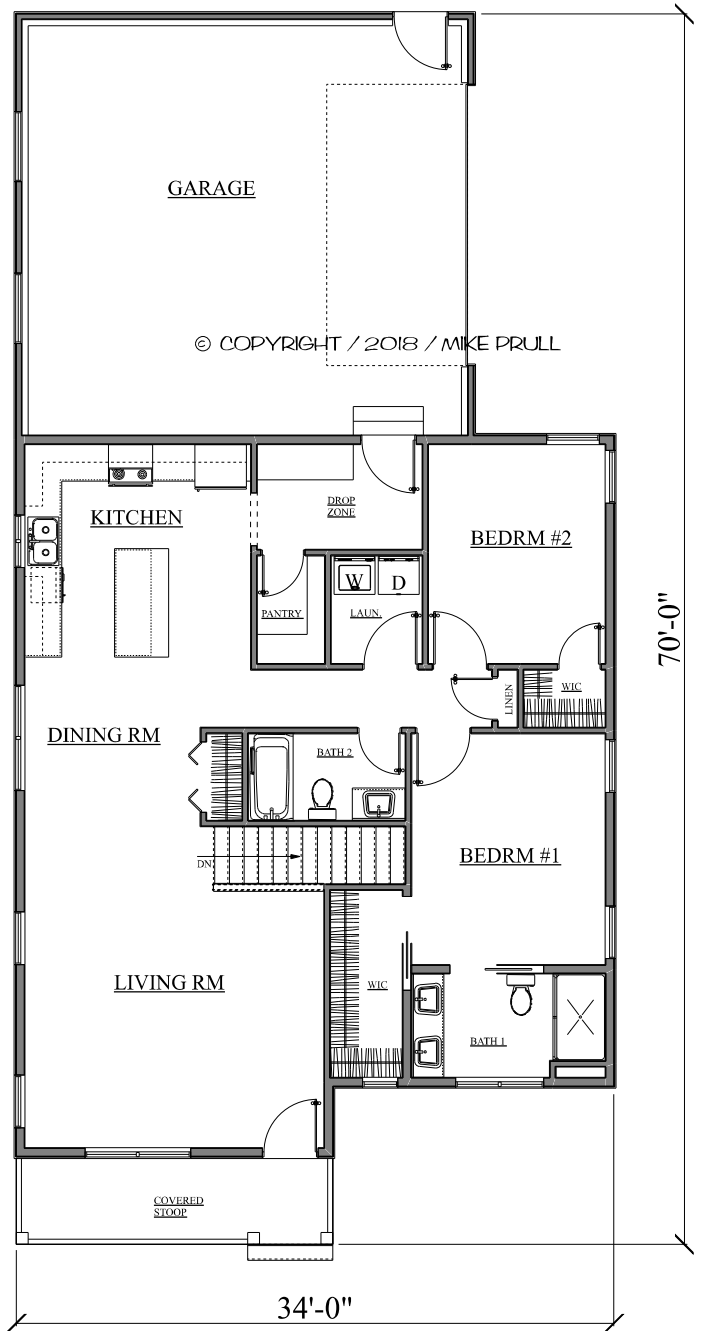 GARAGE
© COPYRIGHT / 2018 / MIKE PRULL
DROP
ZONE
KITCHEN
BEDRM #2
W
D
PANTRY
LAUN.
LINEN
WIC
70'-0"
DINING RM
BATH 2
DN
BEDRM #1
LIVING RM
WIC
BATH 1
COVERED
STOOP
34'-0"